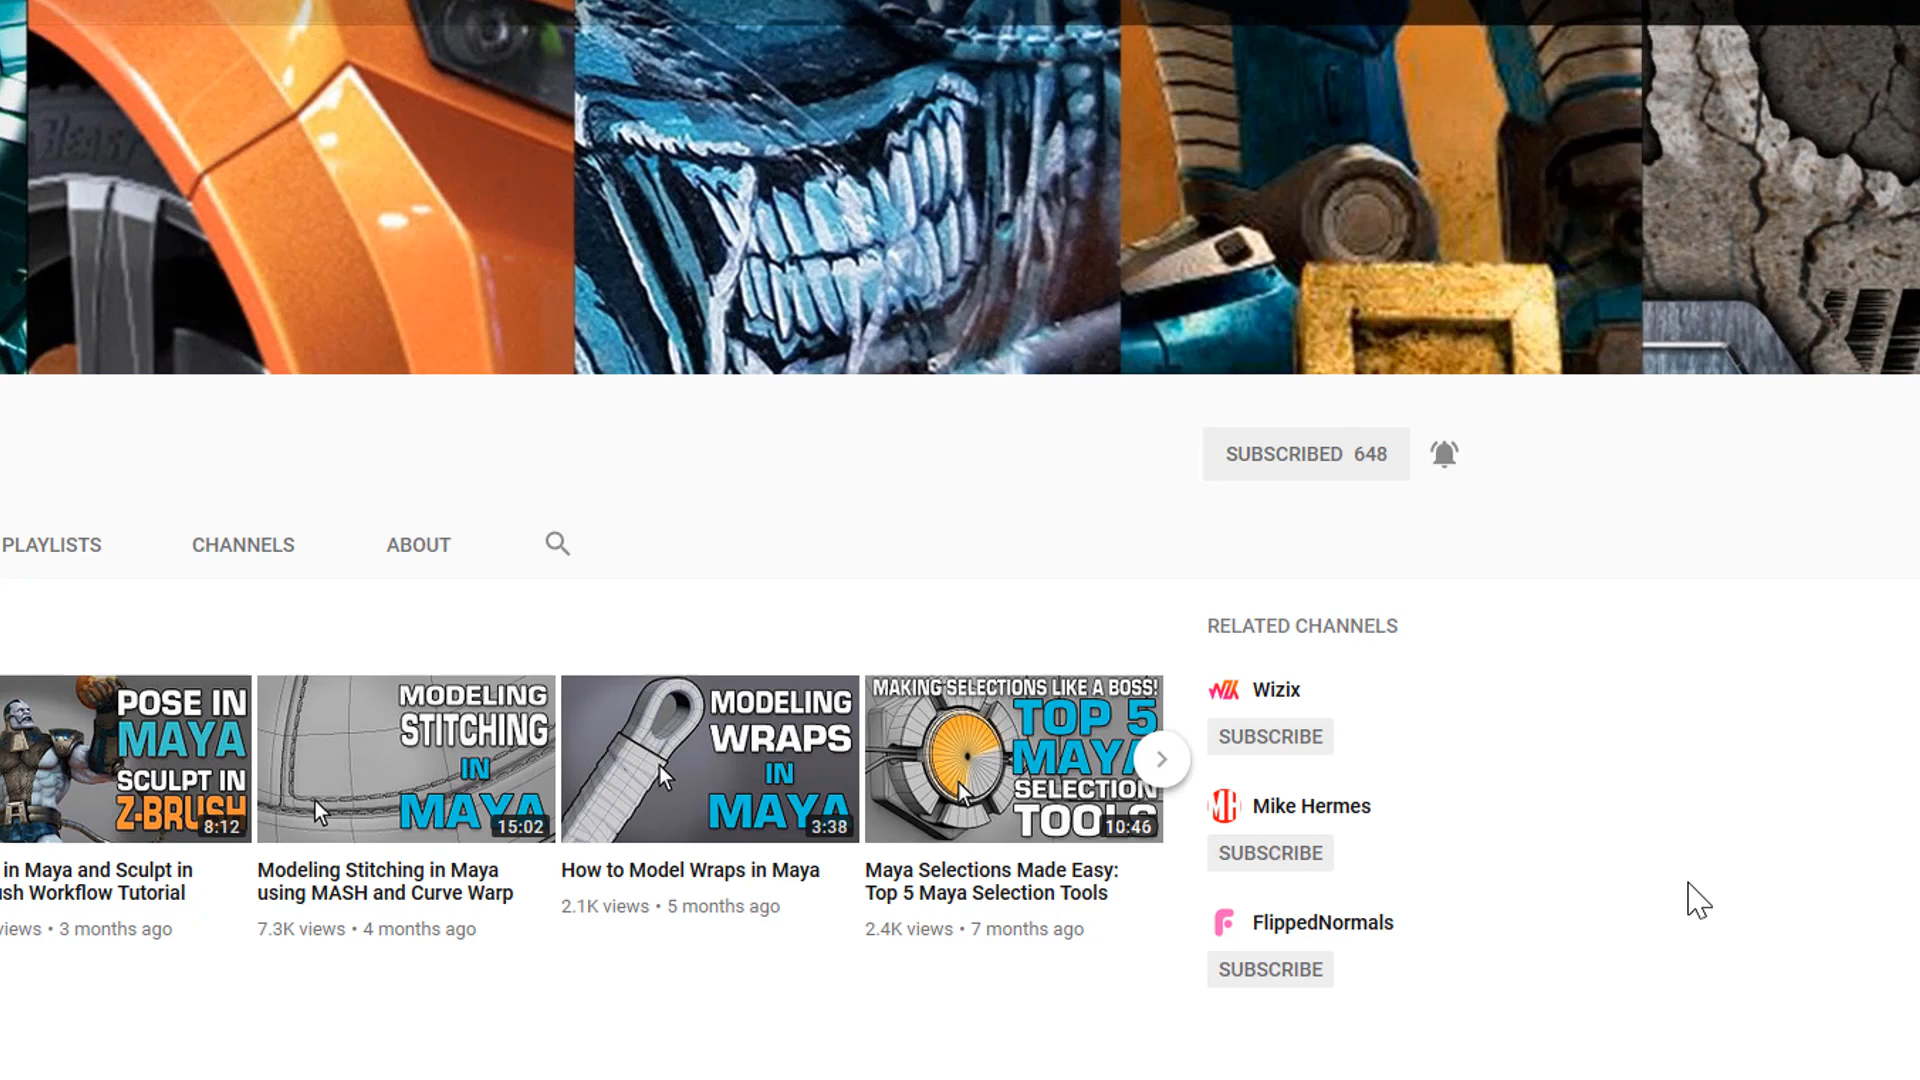 SUBSCRIBED 648
PLAYLISTS CHANNELS ABOUT
RELATED CHANNELS
POSE IN
MAYA
SCULPT IN
Z-BRUSH
8:12
in Maya and Sculpt in
ush Workflow Tutorial
views • 3 months ago
MODELING
STITCHING
IN
MAYA
15:02
Modeling Stitching in Maya
using MASH and Curve Warp
7.3K views • 4 months ago
MODELING
WRAPS
IN
MAYA
3:38
How to Model Wraps in Maya
2.1K views • 5 months ago
MAKING SELECTIONS LIKE A BOSS!
TOP 5
MAYA
SELECTION
TOOLS
10:46
Maya Selections Made Easy:
Top 5 Maya Selection Tools
2.4K views • 7 months ago
Wizix
SUBSCRIBE
MH
Mike Hermes
SUBSCRIBE
FlippedNormals
SUBSCRIBE